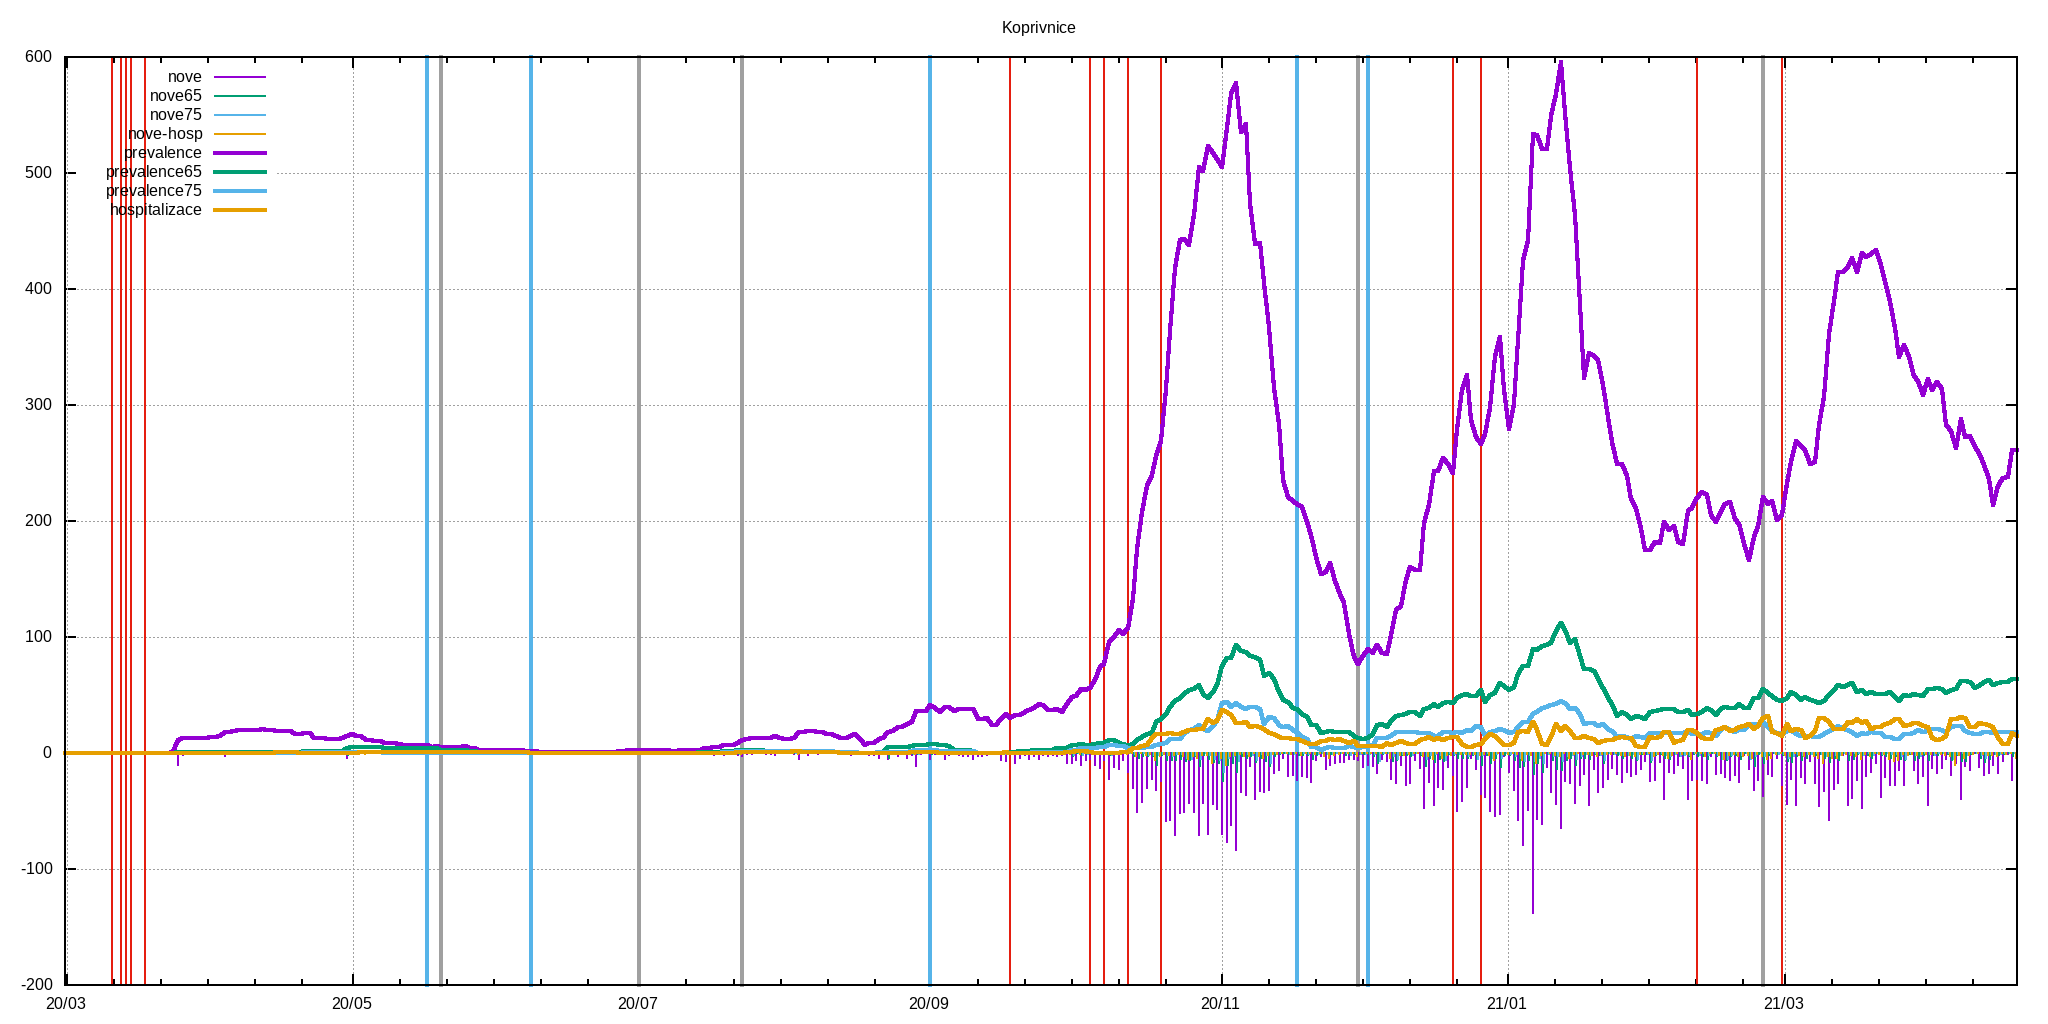 Koprivnice
600
500
400
300
200
100
0
-100
-200
nove
nove65
nove75
nove-hosp
prevalence
prevalence65
prevalence75
hospitalizace
20/03
20/05
20/07
20/09
20/11
21/01
21/03